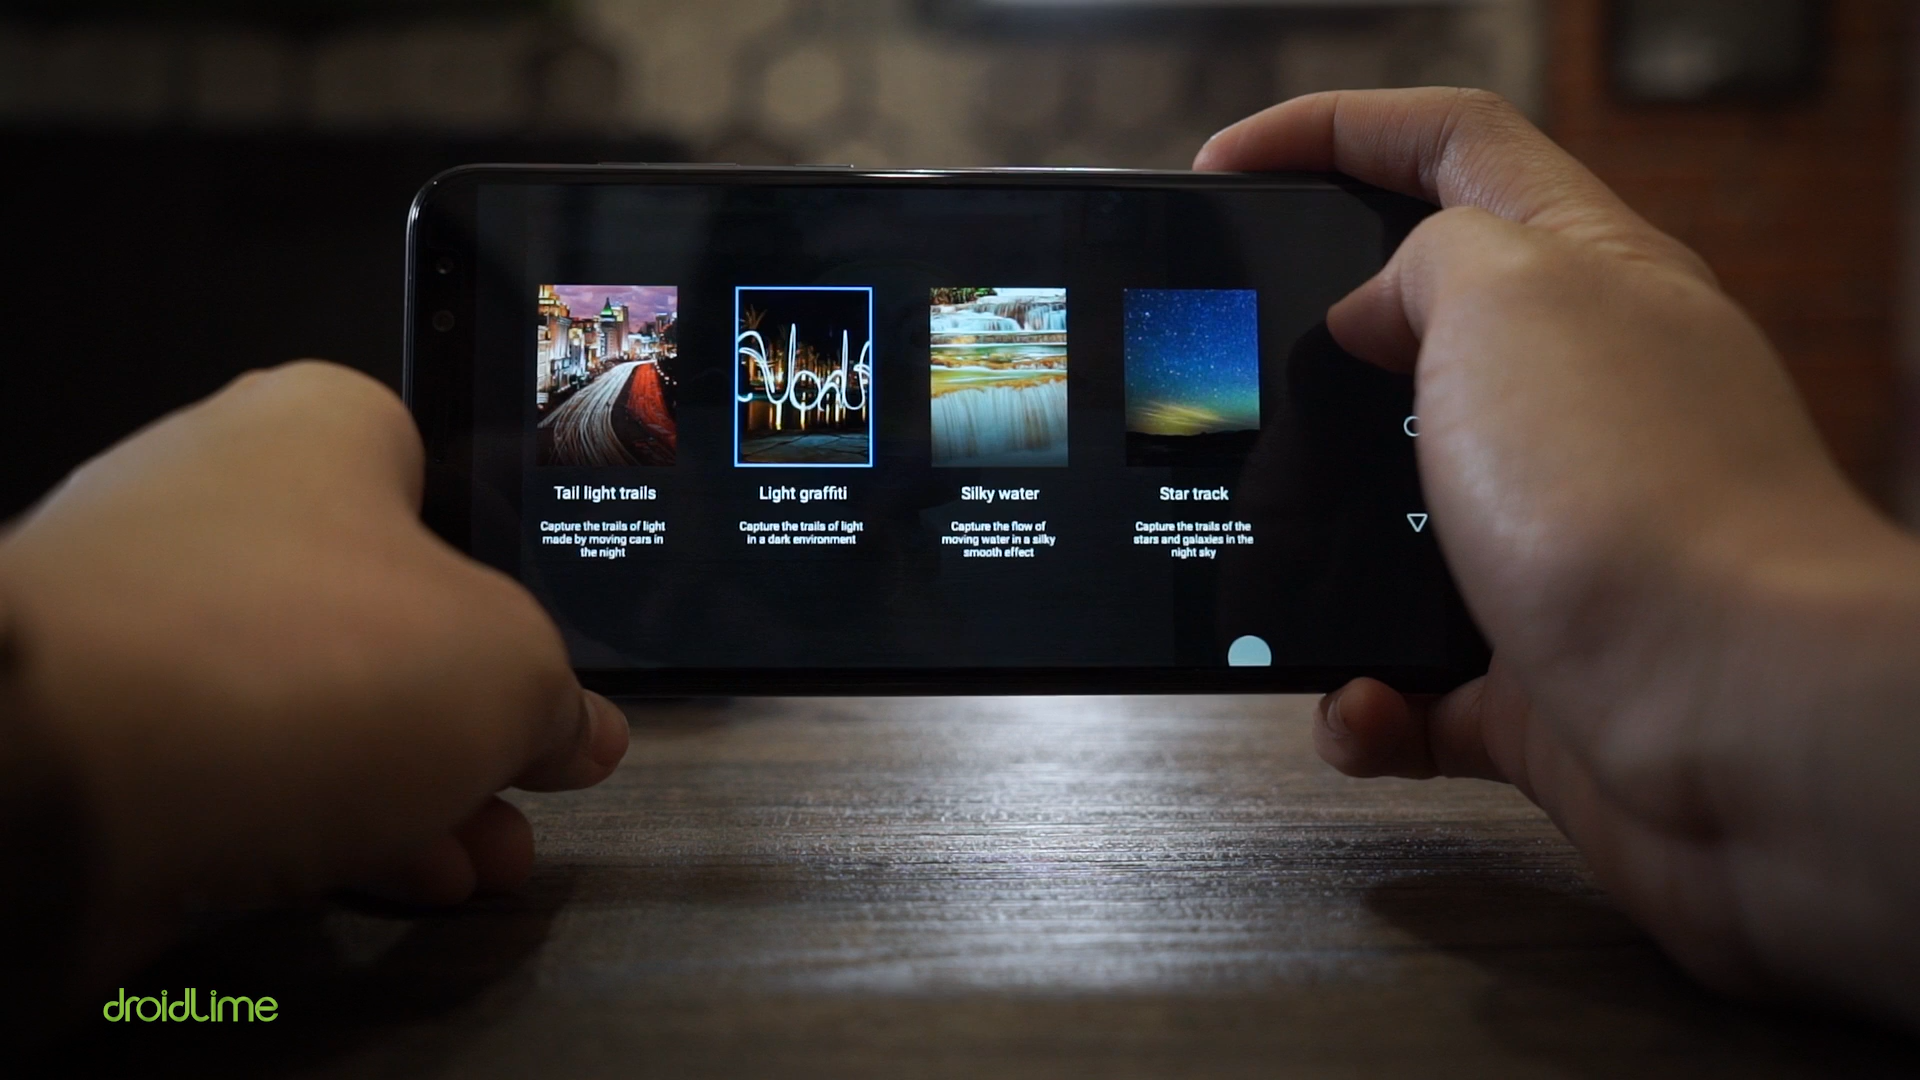 Tail light trails
Capture the trails of light
made by moving cars in
the night
Light graffiti
Capture the trails of light
in a dark environment
Silky water
Capture the flow of
moving water in a silky
smooth effect
Star track
Capture the trails of the
stars and galaxies in the
night sky
droidlime